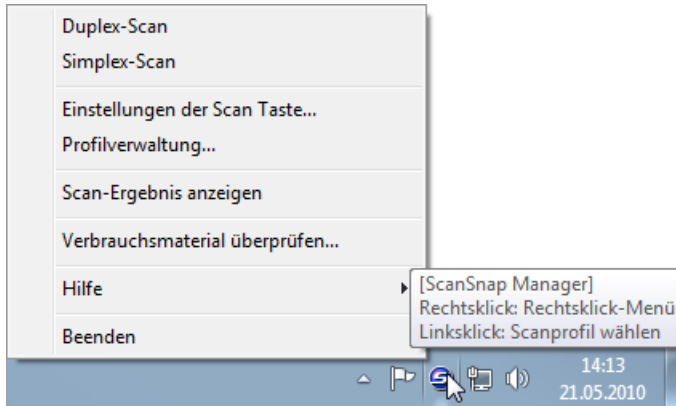 Duplex-Scan
Simplex-Scan
Einstellungen der Scan Taste...
Profilverwaltung...
Scan-Ergebnis anzeigen
Verbrauchsmaterial überprüfen...
Hilfe
Beenden
[ScanSnap Manager]
Rechtsklick: Rechtsklick-Menü
Linksklick: Scanprofil wählen
14:13
21.05.2010